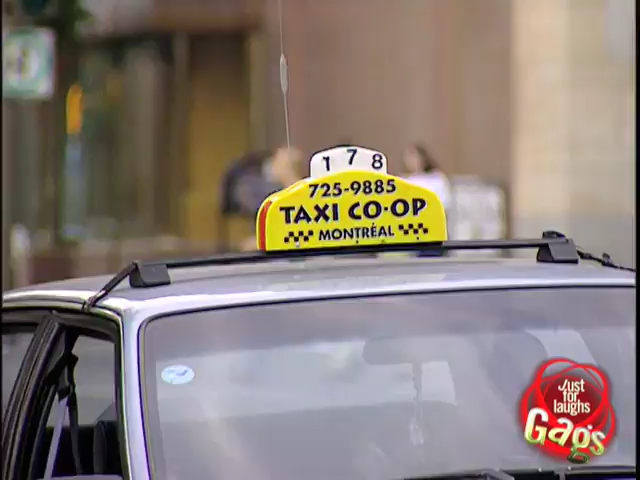 178
725-9885
TAXI CO-OP
MONTRÉAL
Just
for
laughs
Gags